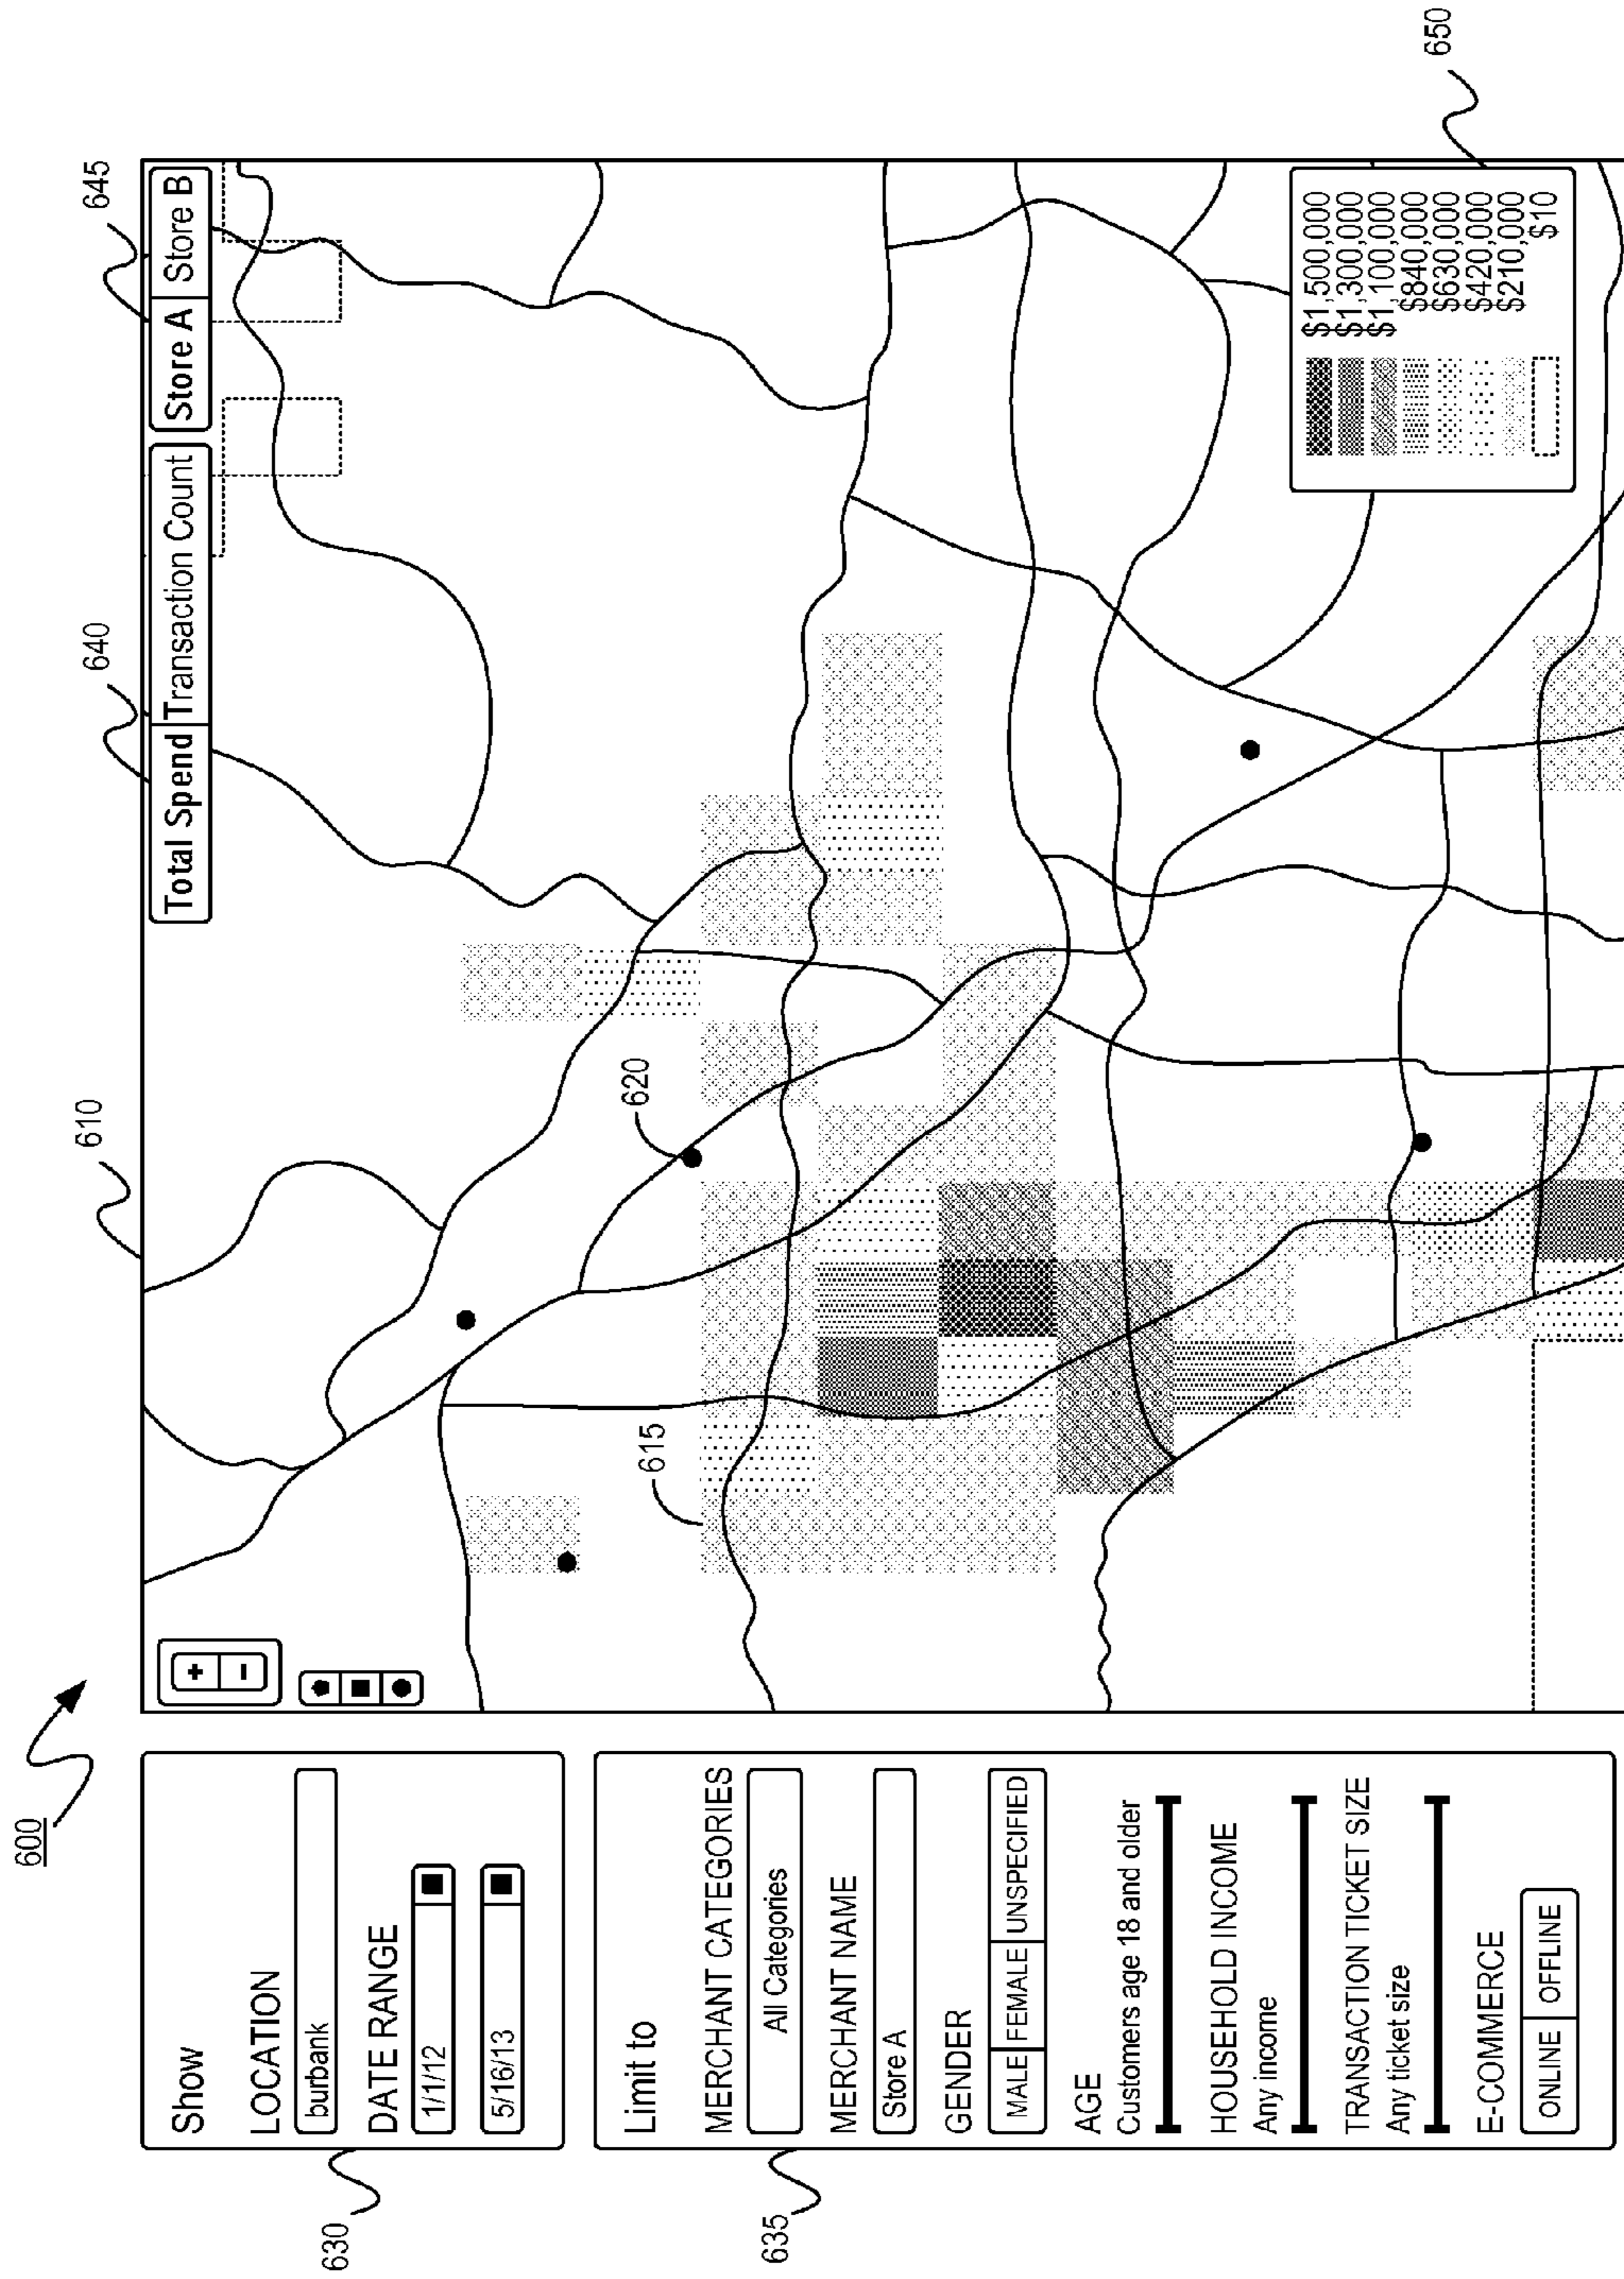 600
630
Show
LOCATION
burbank
DATE RANGE
1/1/12
5/16/13
635
Limit to
MERCHANT CATEGORIES
All Categories
MERCHANT NAME
Store A
GENDER
MALE FEMALE UNSPECIFIED
AGE
Customers age 18 and older
HOUSEHOLD INCOME
Any income
TRANSACTION TICKET SIZE
Any ticket size
E-COMMERCE
ONLINE OFFLINE
610
640
645
+
-
Total Spend Transaction Count
Store A Store B
615
620
650
$1,500,000
$1,300,000
$1,100,000
$840,000
$630,000
$420,000
$210,000
$10